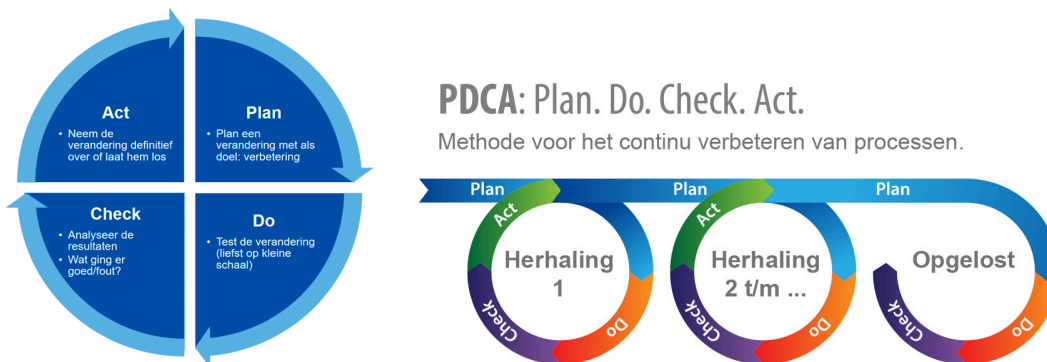 Act
• Neem de
verandering definitief
over of laat hem los
Plan
• Plan een
verandering met als
doel: verbetering
Check
• Analyseer de
resultaten
• Wat ging er
goed/fout?
Do
• Test de verandering
(liefst op kleine
schaal)
PDCA: Plan. Do. Check. Act.
Methode voor het continu verbeteren van processen.
Plan
Plan
Plan
Act
Herhaling
1
Check
Do
Act
Herhaling
2 t/m ...
Check
Do
Opgelost
Check
Do